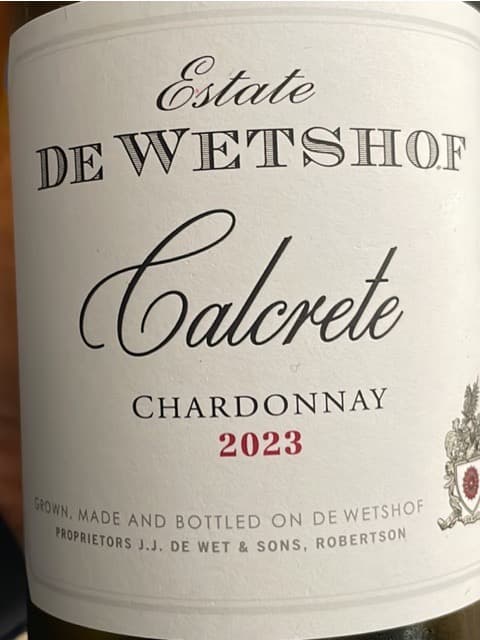 Estate
DE WETSHOF
Calcrete
CHARDONNAY
2023
GROWN, MADE AND BOTTLED ON DE WETSHOF
PROPRIETORS J.J. DE WET & SONS, ROBERTSON